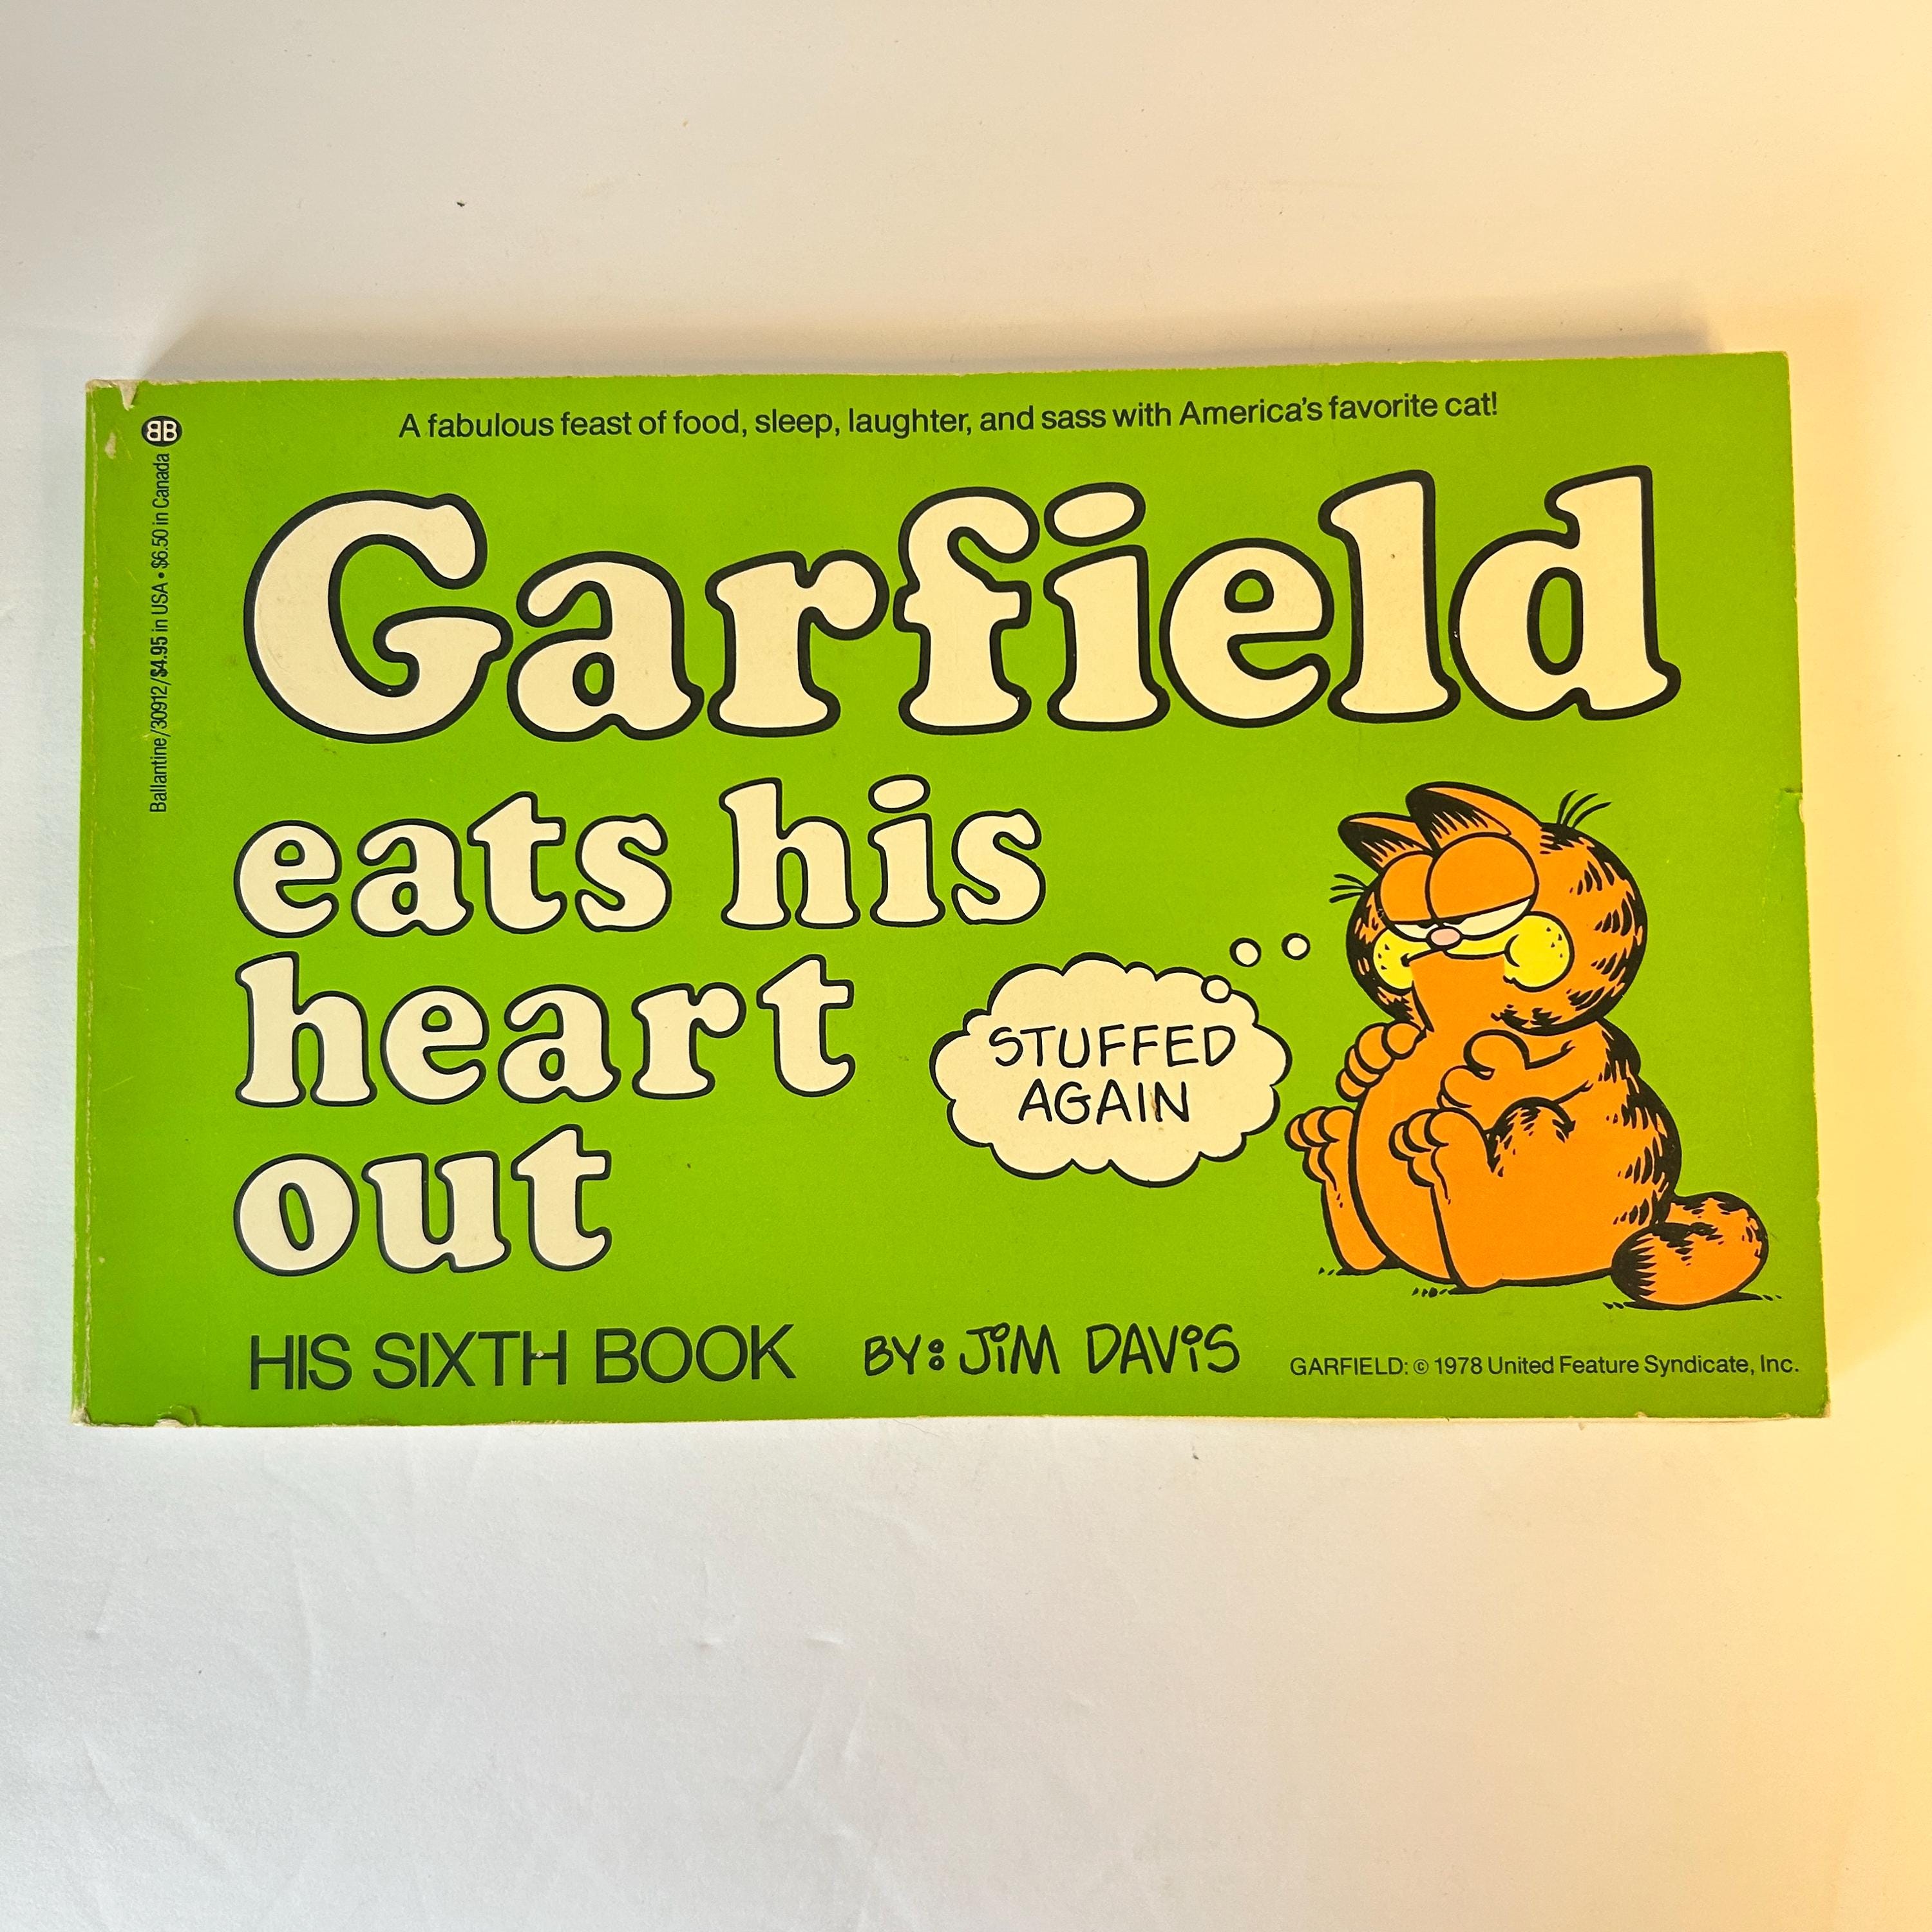 A fabulous feast of food, sleep, laughter, and sass with America's favorite cat!
BB
Ballantine/30912/$4.95 in USA • $6.50 in Canada
Garfield
eats his
heart
out
STUFFED
AGAIN
HIS SIXTH BOOK
BY: JiM DAViS
GARFIELD: © 1978 United Feature Syndicate, Inc.